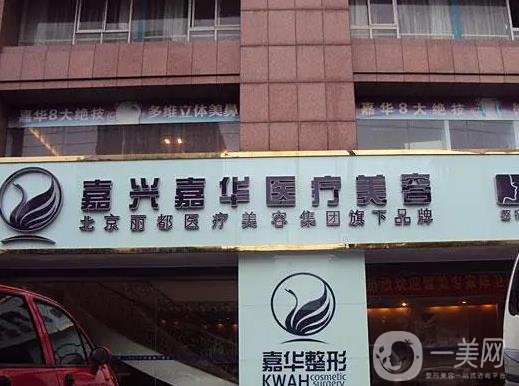 嘉华8大绝技
多维立体美鼻
嘉华8大绝技
嘉兴嘉华医疗美容
北京丽都医疗美容集团旗下品牌
嘉华整形
KWAH cosmetic surgery
一美网